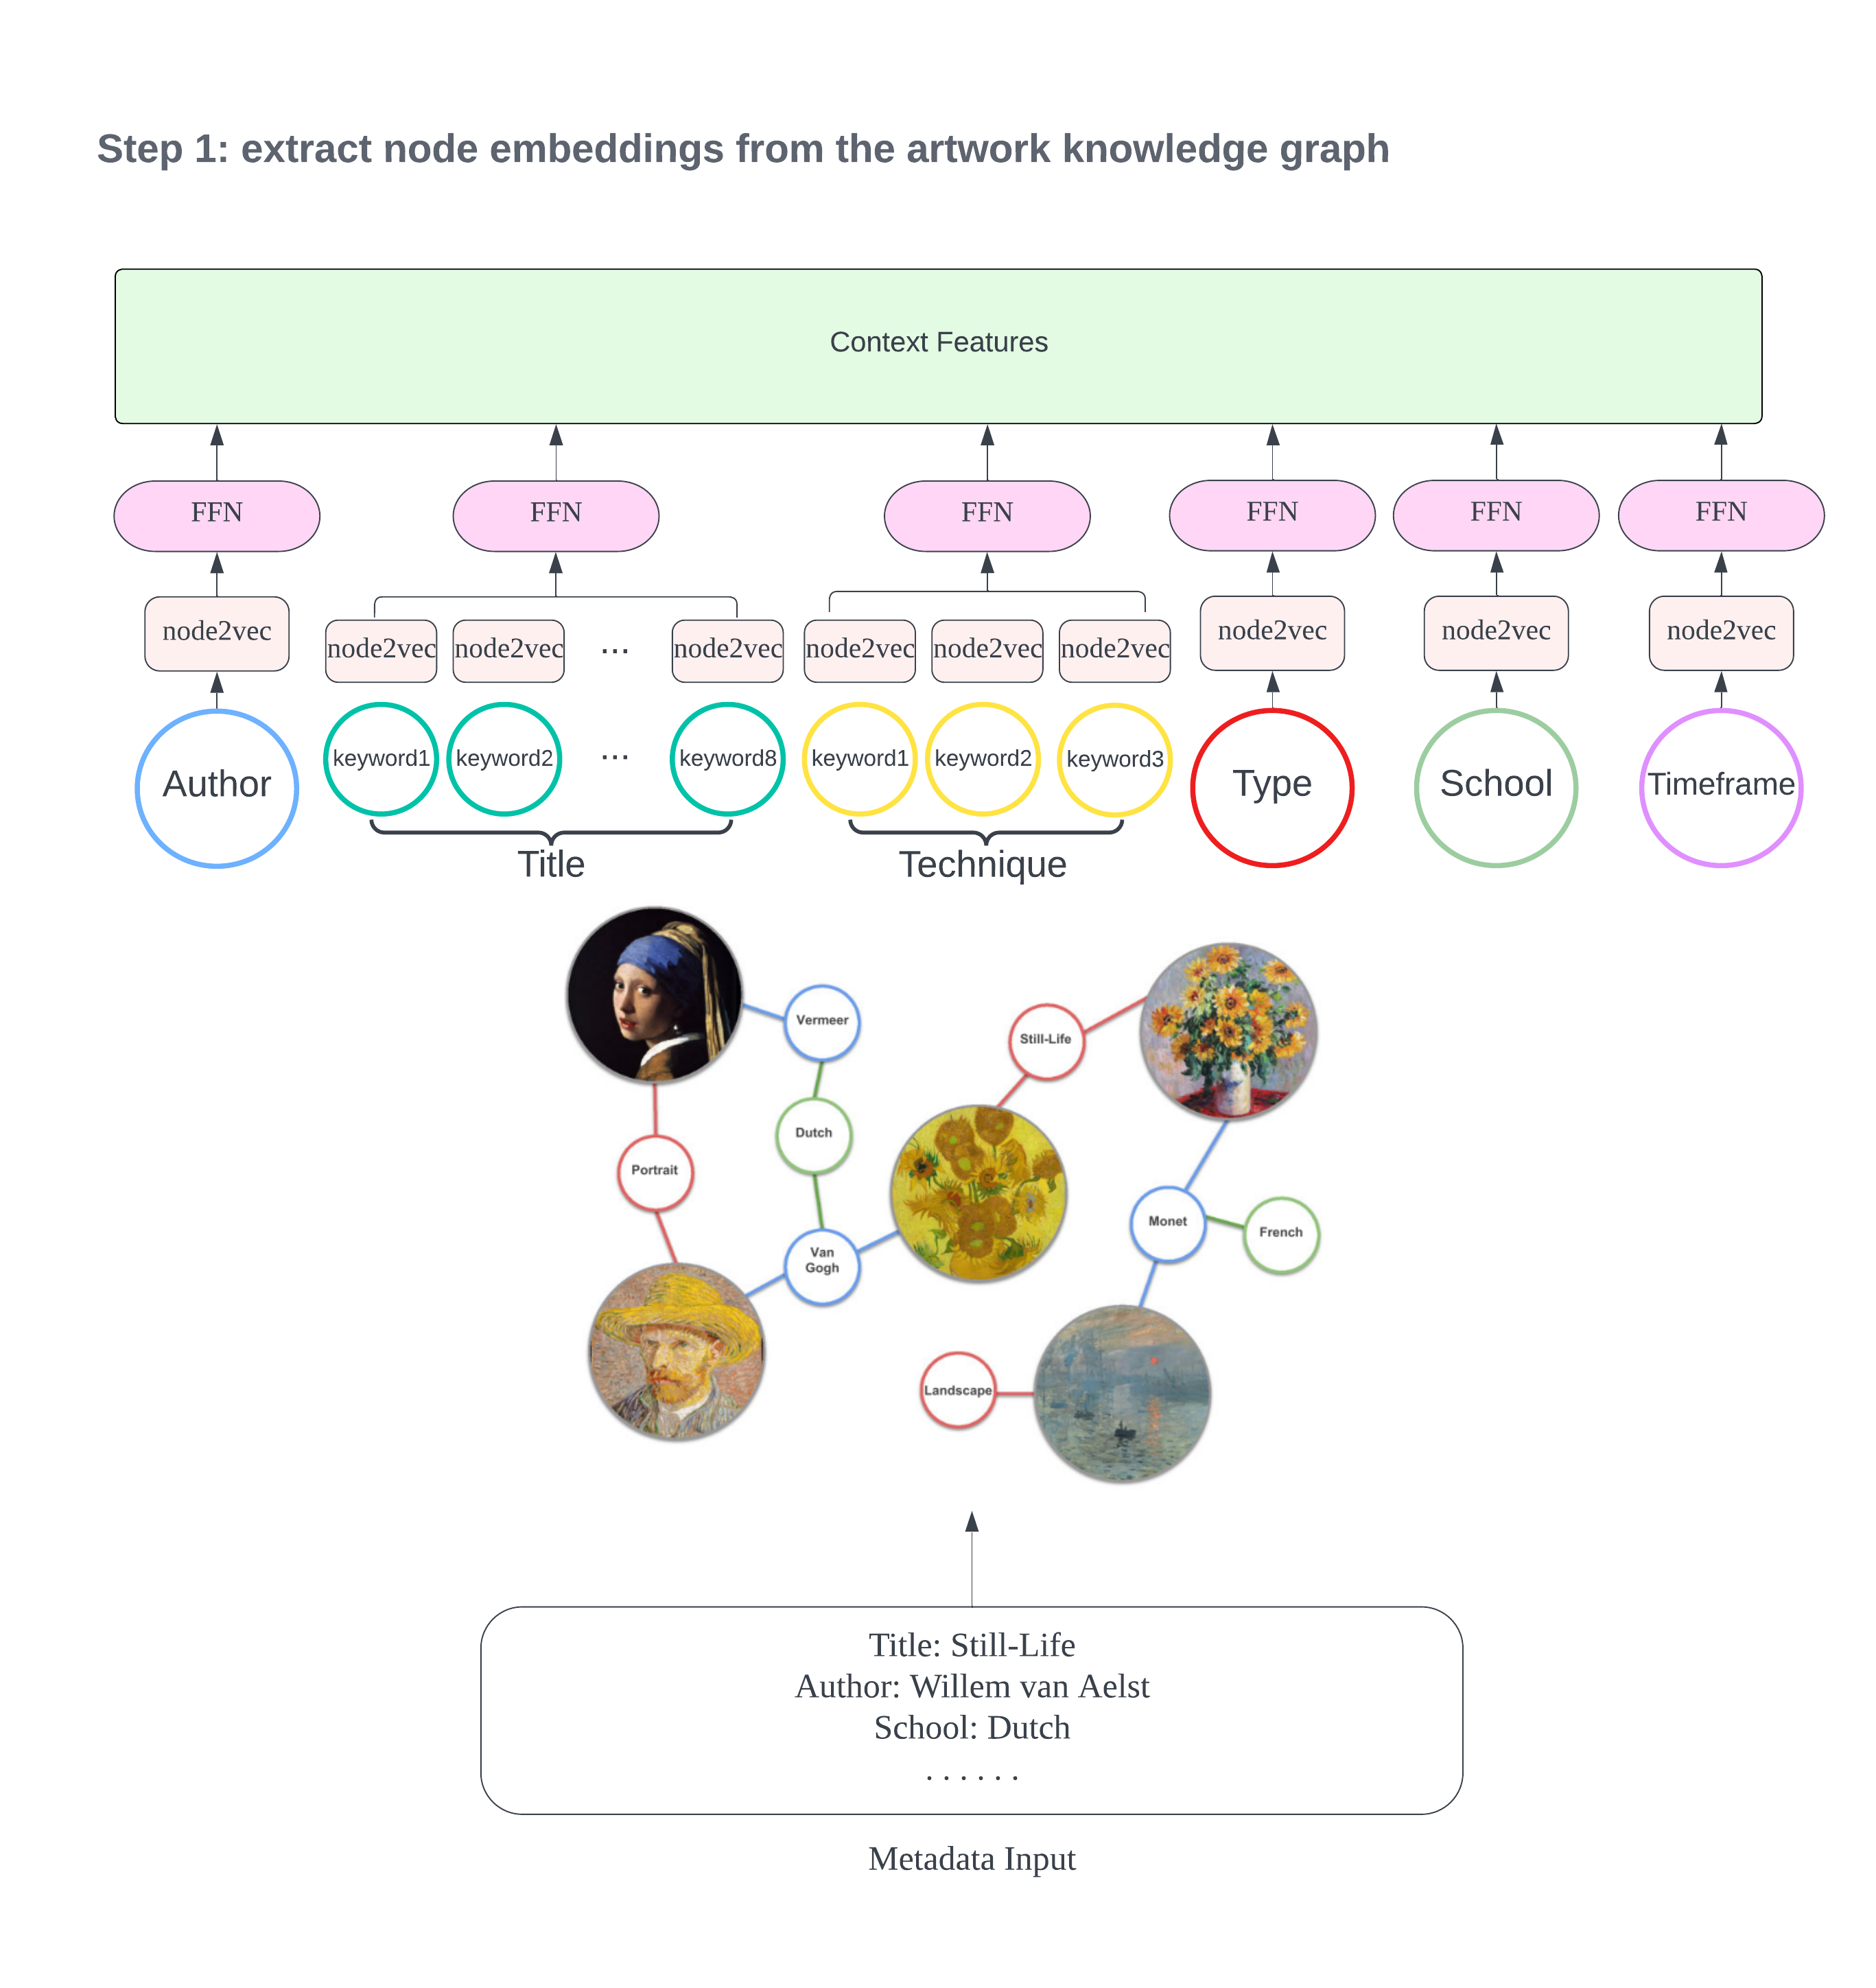 Step 1: extract node embeddings from the artwork knowledge graph
Context Features
FFN FFN FFN FFN FFN FFN
node2vec node2vec node2vec ... node2vec node2vec node2vec node2vec node2vec node2vec node2vec
Author keyword1 keyword2 ... keyword8 keyword1 keyword2 keyword3 Type School Timeframe
Title Technique
Vermeer
Still-Life
Dutch
Portrait
Monet
French
Van
Gogh
Landscape
Title: Still-Life
Author: Willem van Aelst
School: Dutch
. . . . . .
Metadata Input